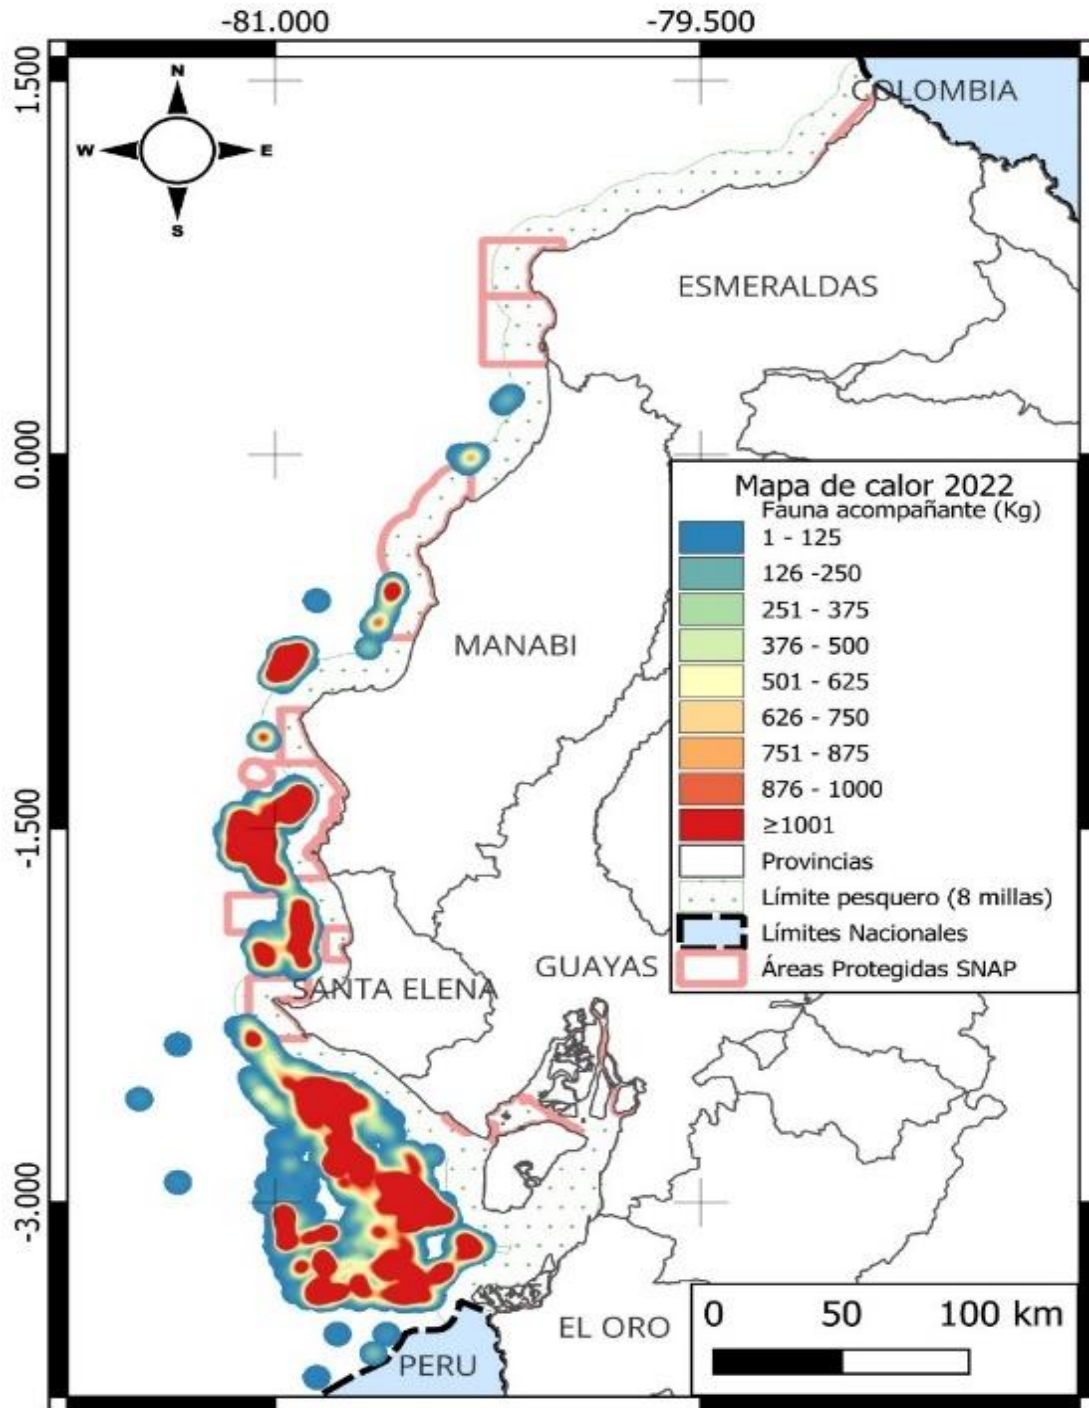 -81.000
-79.500
1.500
0.000
-1.500
-3.000
N
W
E
S
COLOMBIA
ESMERALDAS
MANABI
Mapa de calor 2022
Fauna acompañante (Kg)
1 - 125
126 -250
251 - 375
376 - 500
501 - 625
626 - 750
751 - 875
876 - 1000
≥1001
Provincias
Límite pesquero (8 millas)
Límites Nacionales
Áreas Protegidas SNAP
GUAYAS
SANTA ELENA
EL ORO
PERU
0
50
100 km